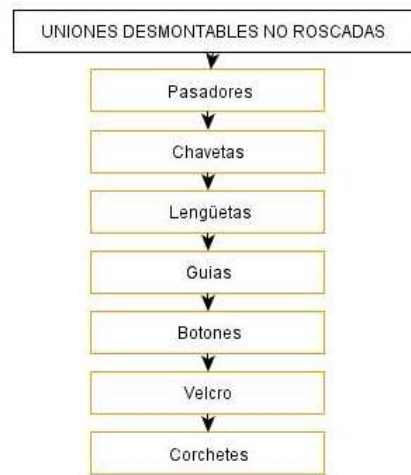 UNIONES DESMONTABLES NO ROSCADAS
Pasadores
Chavetas
Lengüetas
Guias
Botones
Velcro
Corchetes